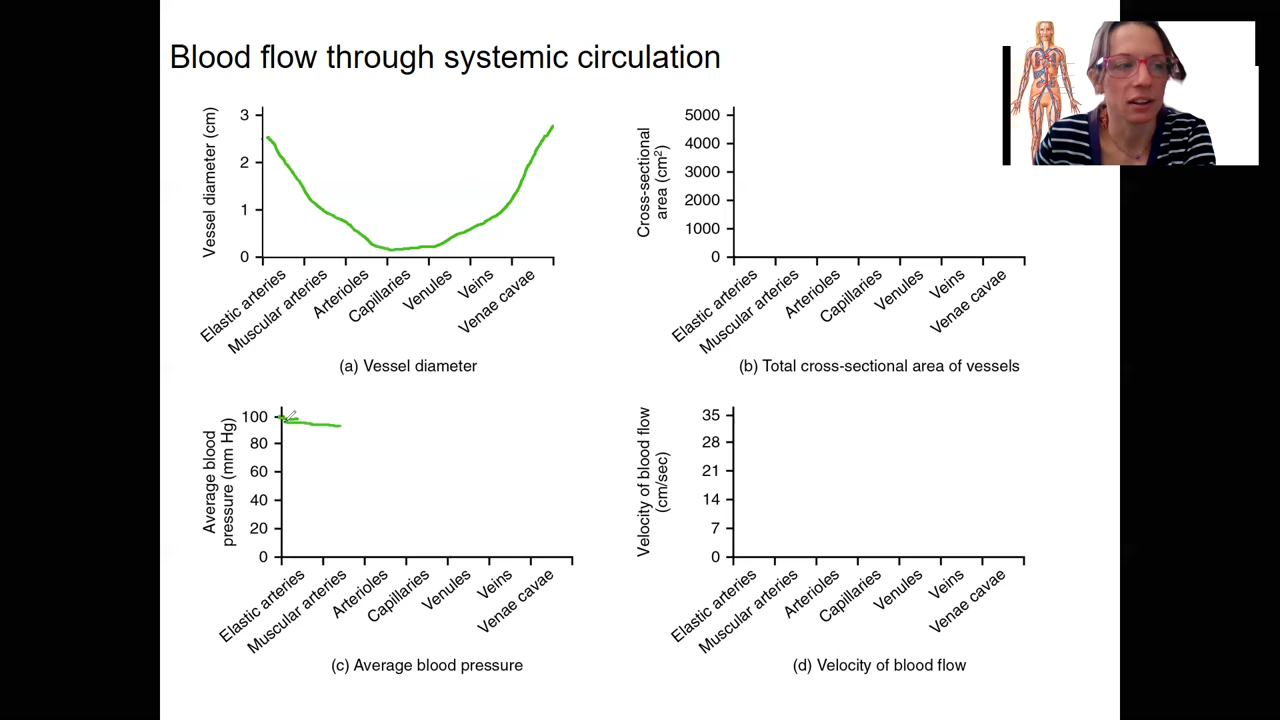 Blood flow through systemic circulation
Vessel diameter (cm)
3
2
1
0
Elastic arteries
Muscular arteries
Arterioles
Capillaries
Venules
Veins
Venae cavae
(a) Vessel diameter
Cross-sectional
area (cm²)
5000
4000
3000
2000
1000
0
Elastic arteries
Muscular arteries
Arterioles
Capillaries
Venules
Veins
Venae cavae
(b) Total cross-sectional area of vessels
Average blood
pressure (mm Hg)
100
80
60
40
20
0
Elastic arteries
Muscular arteries
Arterioles
Capillaries
Venules
Veins
Venae cavae
(c) Average blood pressure
Velocity of blood flow
(cm/sec)
35
28
21
14
7
0
Elastic arteries
Muscular arteries
Arterioles
Capillaries
Venules
Veins
Venae cavae
(d) Velocity of blood flow